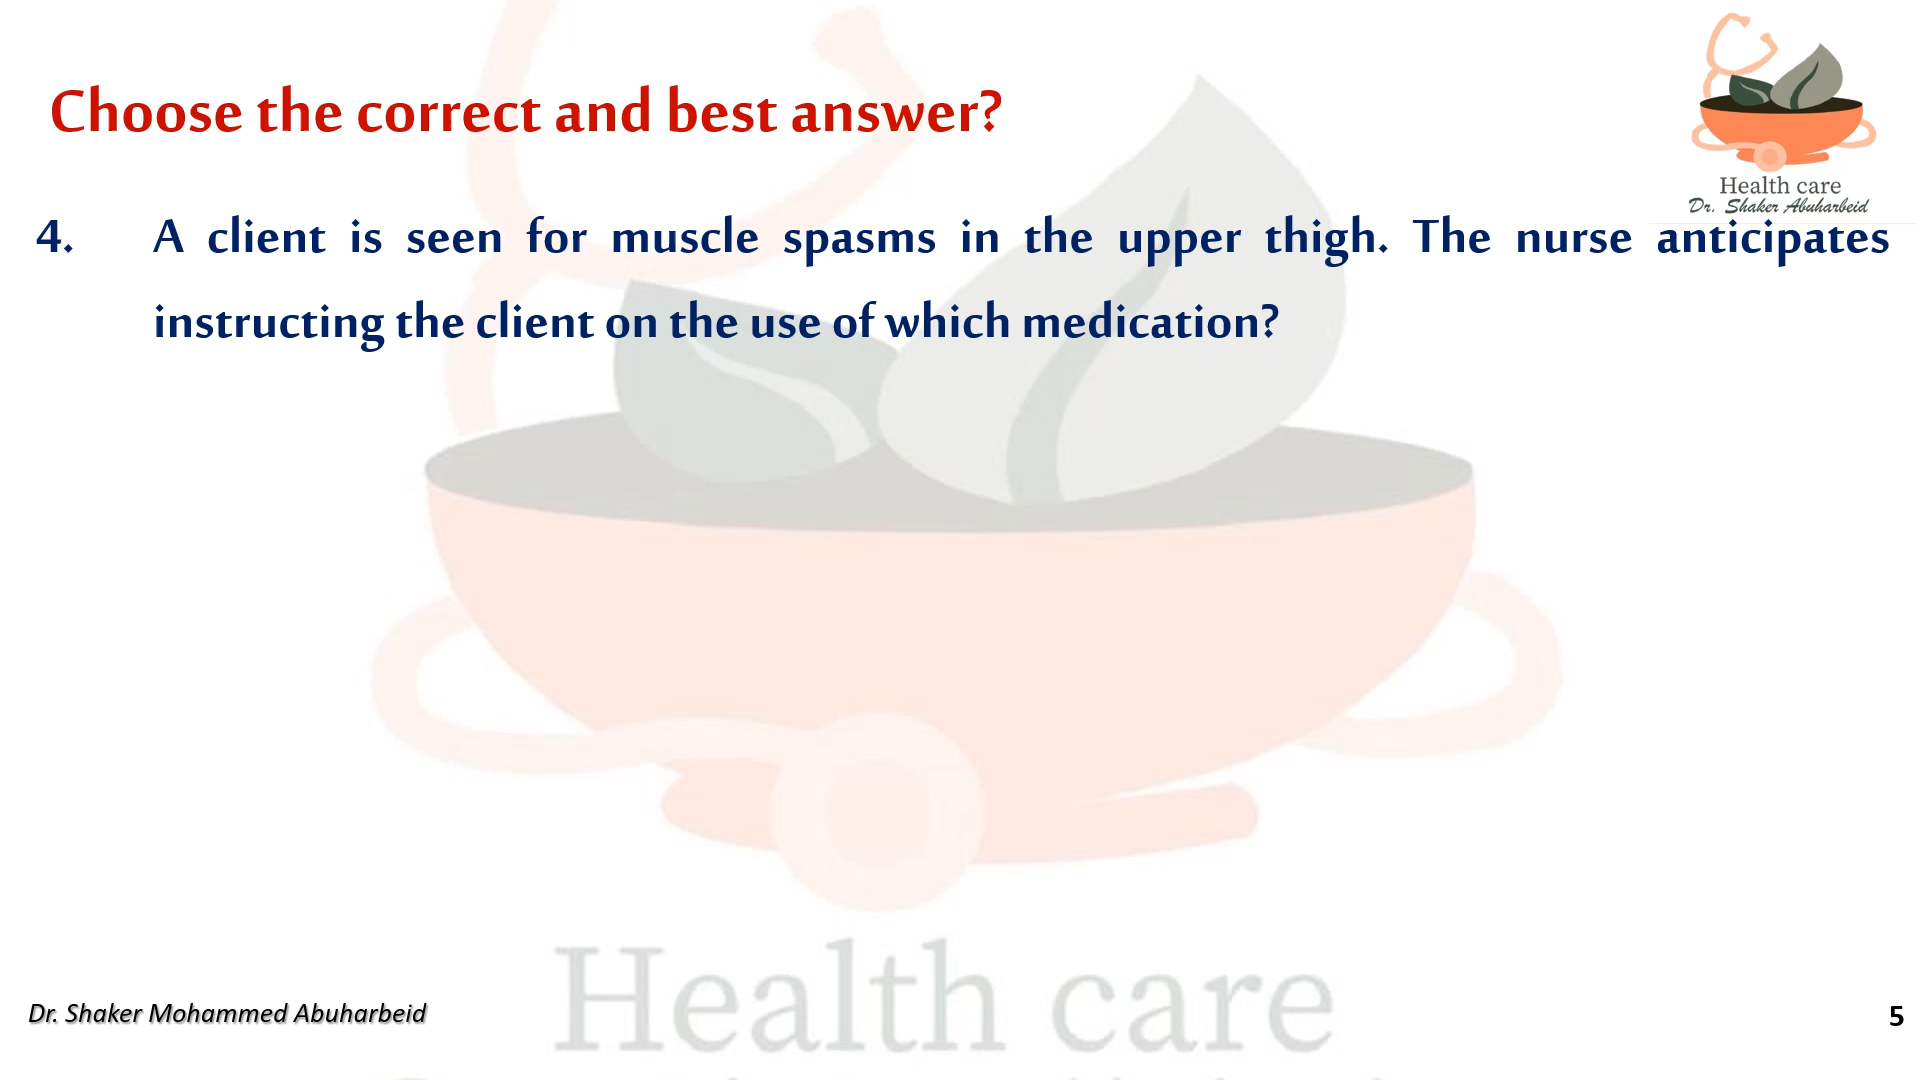 Choose the correct and best answer?
Health care
Dr. Shaker Abuharbeid
4. A client is seen for muscle spasms in the upper thigh. The nurse anticipates
instructing the client on the use of which medication?
Health care
Dr. Shaker Mohammed Abuharbeid
5